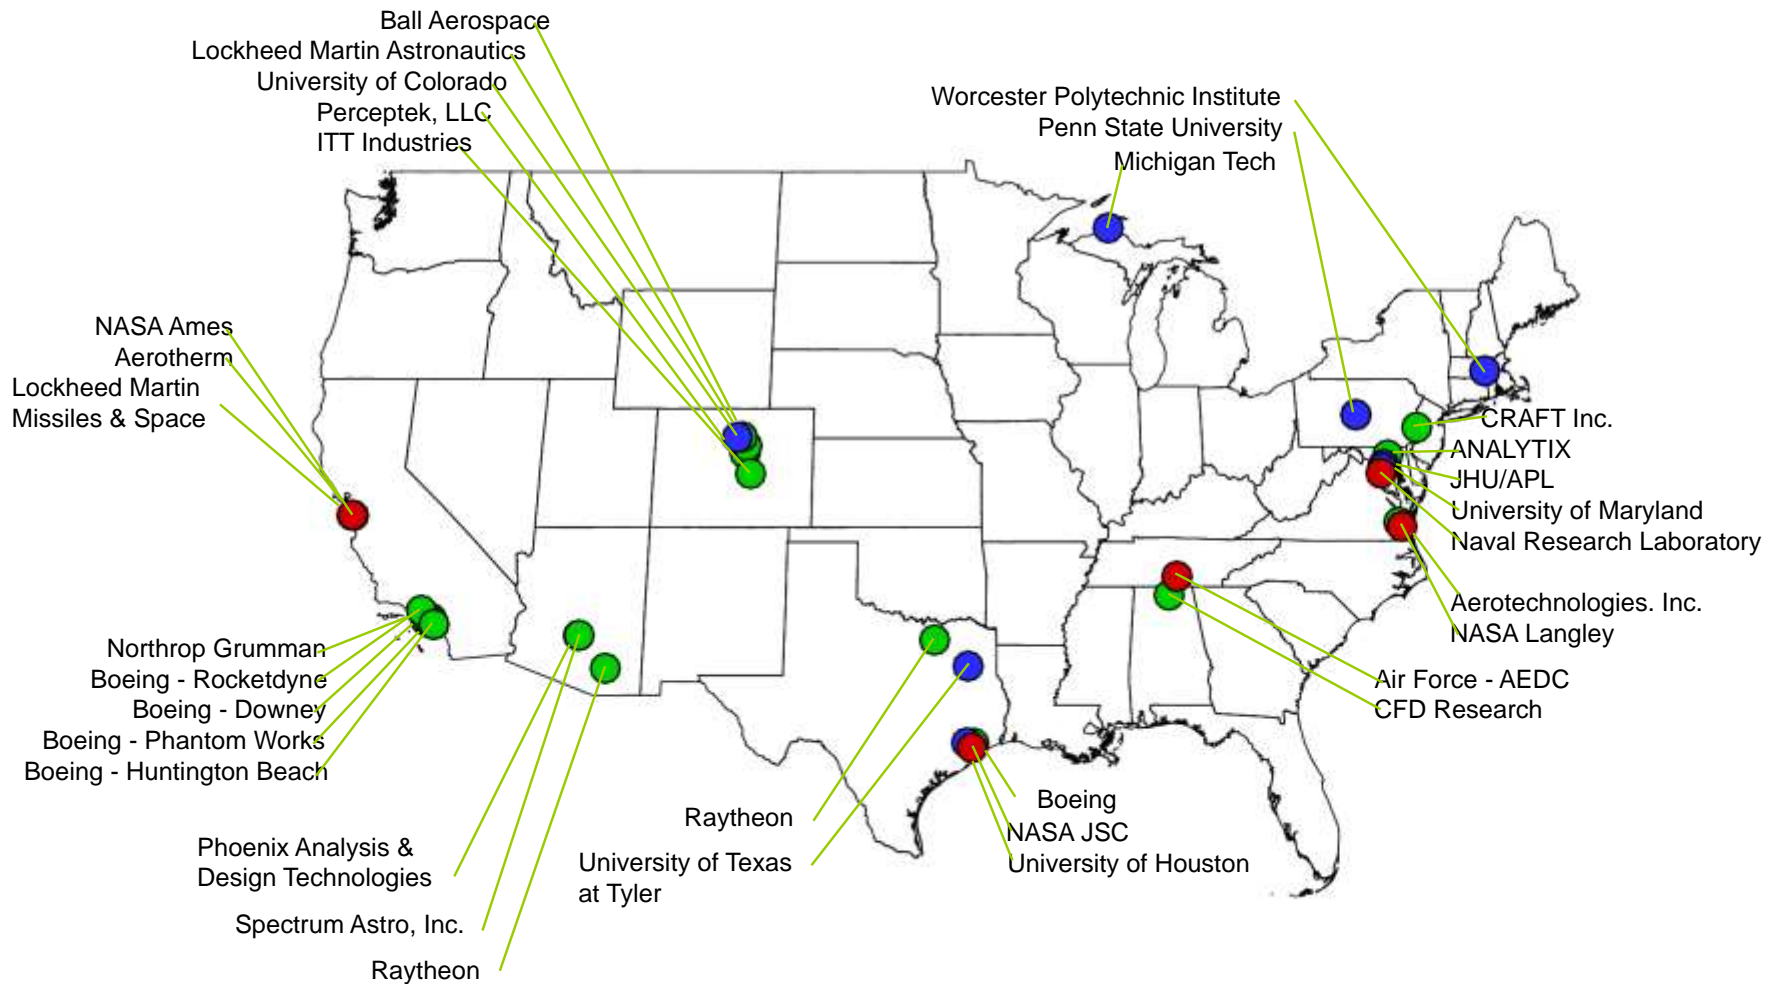 Ball Aerospace
Lockheed Martin Astronautics
University of Colorado
Perceptek, LLC
ITT Industries
Worcester Polytechnic Institute
Penn State University
Michigan Tech
NASA Ames
Aerotherm
Lockheed Martin
Missiles & Space
CRAFT Inc.
ANALYTIX
JHU/APL
University of Maryland
Naval Research Laboratory
Aerotechnologies. Inc.
NASA Langley
Air Force - AEDC
CFD Research
Northrop Grumman
Boeing - Rocketdyne
Boeing - Downey
Boeing - Phantom Works
Boeing - Huntington Beach
Phoenix Analysis &
Design Technologies
Spectrum Astro, Inc.
Raytheon
Raytheon
University of Texas
at Tyler
Boeing
NASA JSC
University of Houston